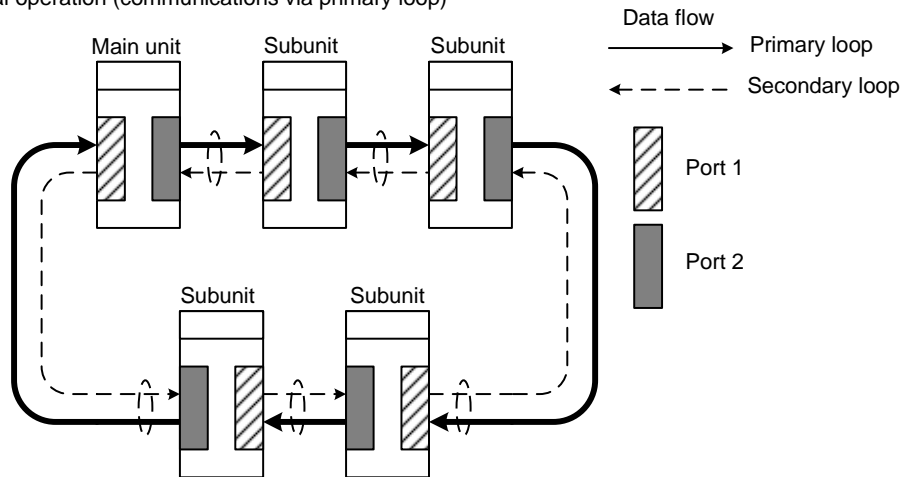 operation (communications via primary loop)
Data flow
Main unit
Subunit
Subunit
Primary loop
Secondary loop
Port 1
Port 2
Subunit
Subunit